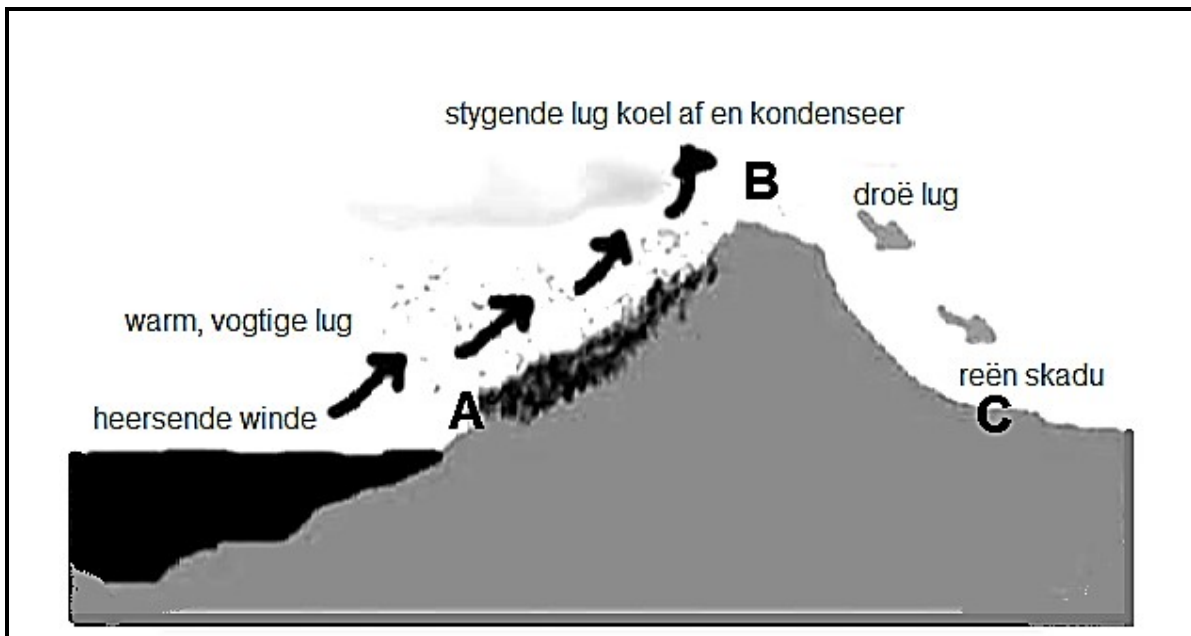 stygende lug koel af en kondenseer
B
droë lug
warm, vogtige lug
reën skadu
heersende winde
A
C